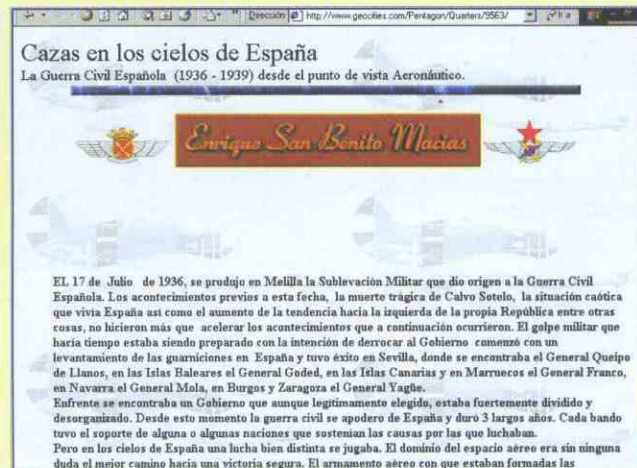 Dirección http://www.geocities.com/Pentagon/Quarters/9563/
Cazas en los cielos de España
La Guerra Civil Española (1936 - 1939) desde el punto de vista Aeronáutico.
Enrique San Benito Macias
EL 17 de Julio de 1936, se produjo en Melilla la Sublevación Militar que dio origen a la Guerra Civil
Española. Los acontecimientos previos a esta fecha, la muerte trágica de Calvo Sotelo, la situación caótica
que vivía España así como el aumento de la tendencia hacia la izquierda de la propia República entre otras
cosas, no hicieron más que acelerar los acontecimientos que a continuación ocurrieron. El golpe militar que
hacía tiempo estaba siendo preparado con la intención de derrocar al Gobierno comenzó con un
levantamiento de las guarniciones en España y tuvo éxito en Sevilla, donde se encontraba el General Queipo
de Llanos, en las Islas Baleares el General Goded, en las Islas Canarias y en Marruecos el General Franco,
en Navarra el General Mola, en Burgos y Zaragoza el General Yagüe.
Enfrente se encontraba un Gobierno que aunque legítimamente elegido, estaba fuertemente dividido y
desorganizado. Desde este momento la guerra civil se apodero de España y duró 3 largos años. Cada bando
tuvo el soporte de alguna o algunas naciones que sostenían las causas por las que luchaban.
Pero en los cielos de España una lucha bien distinta se jugaba. El dominio del espacio aéreo era sin ninguna
duda el mejor camino hacia una victoria segura. El armamento aéreo con que estaban formadas las